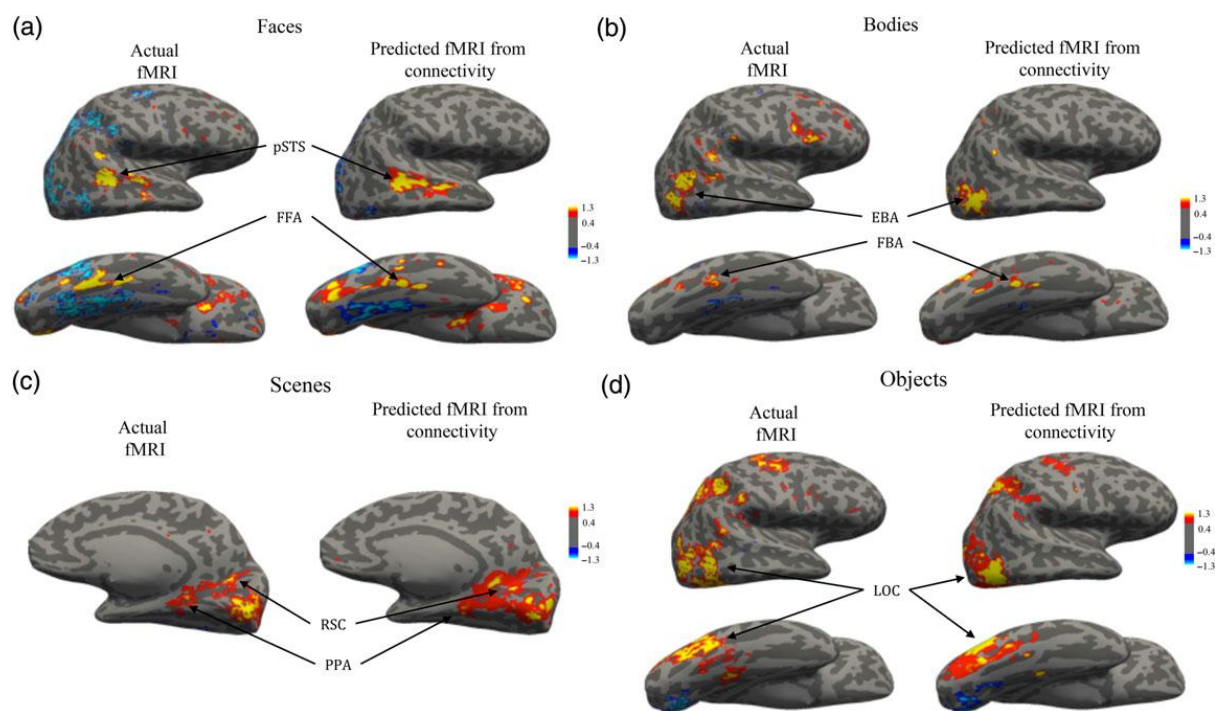 (a)
Faces
Actual
fMRI
Predicted fMRI from
connectivity
pSTS
FFA
1.3
0.4
−0.4
−1.3
(b)
Bodies
Actual
fMRI
Predicted fMRI from
connectivity
EBA
FBA
1.3
0.4
−0.4
−1.3
(c)
Scenes
Actual
fMRI
Predicted fMRI from
connectivity
RSC
PPA
1.3
0.4
−0.4
−1.3
(d)
Objects
Actual
fMRI
Predicted fMRI from
connectivity
LOC
1.3
0.4
−0.4
−1.3